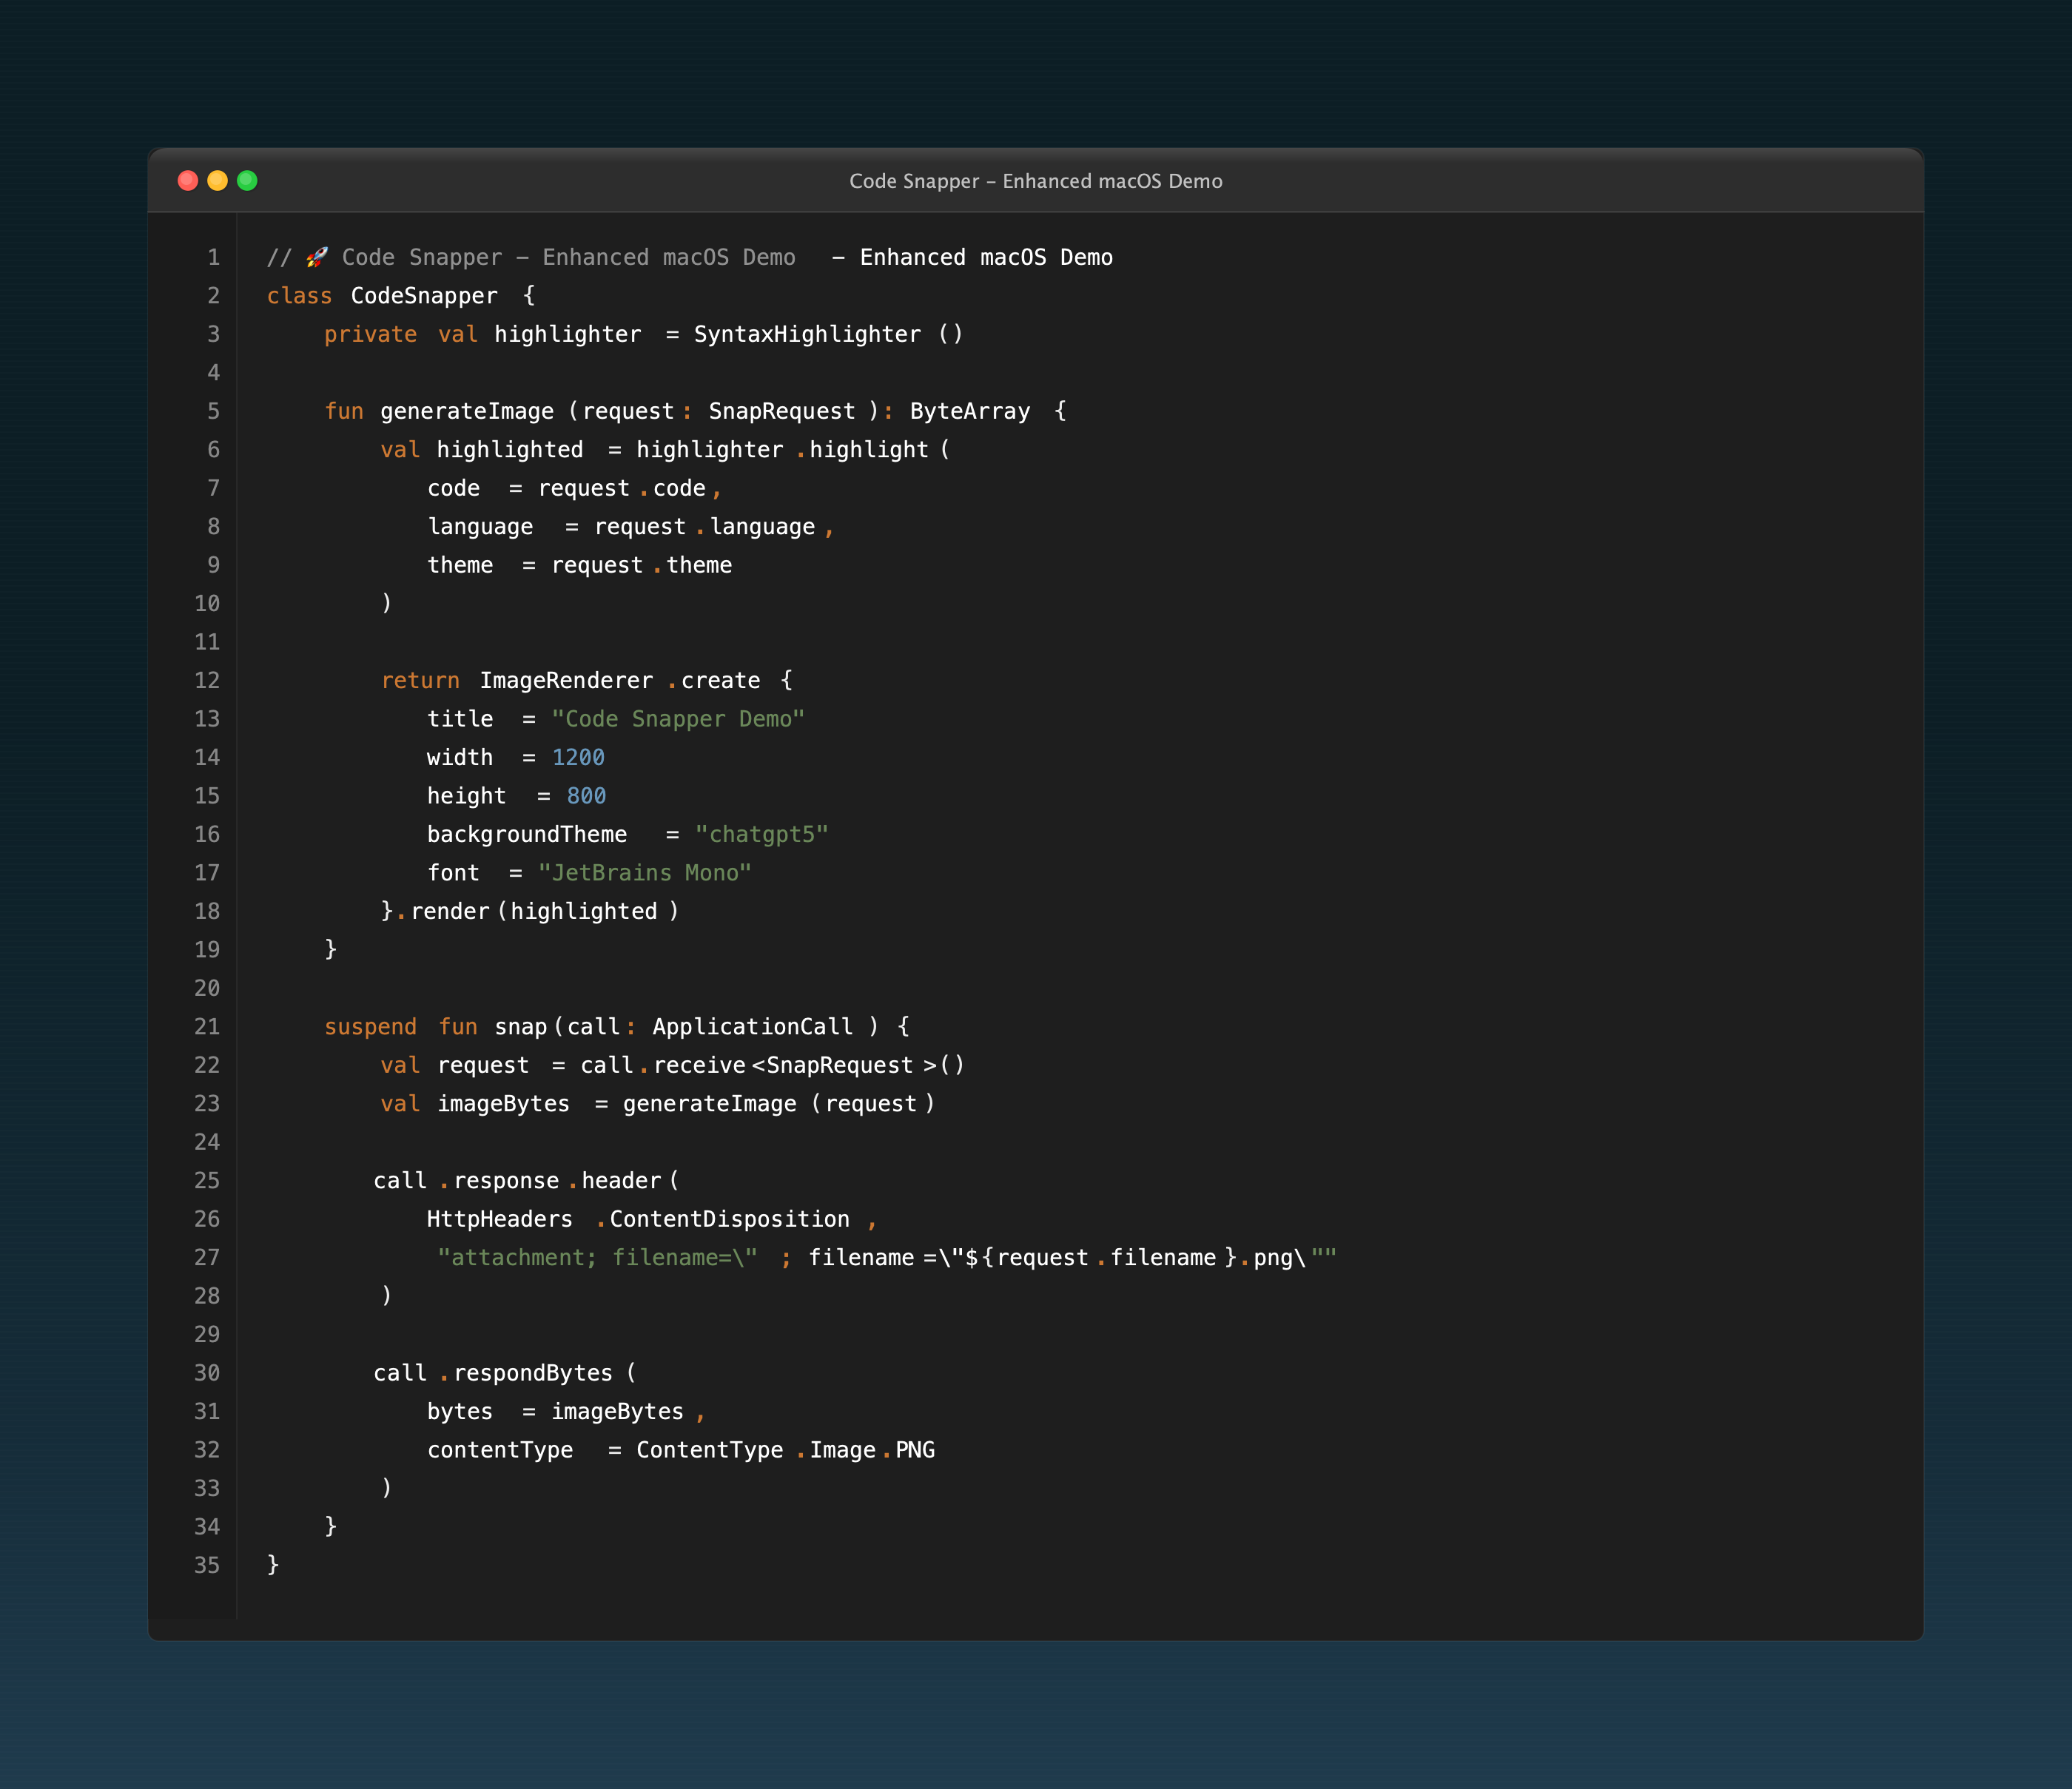 Code Snapper – Enhanced macOS Demo
1 // 🚀 Code Snapper – Enhanced macOS Demo – Enhanced macOS Demo
2 class CodeSnapper {
3     private val highlighter = SyntaxHighlighter ()
4
5     fun generateImage (request : SnapRequest ): ByteArray {
6         val highlighted = highlighter .highlight (
7             code = request .code ,
8             language = request .language ,
9             theme = request .theme
10         )
11
12         return ImageRenderer .create {
13             title = "Code Snapper Demo"
14             width = 1200
15             height = 800
16             backgroundTheme = "chatgpt5"
17             font = "JetBrains Mono"
18         }.render (highlighted )
19     }
20
21     suspend fun snap (call : ApplicationCall ) {
22         val request = call .receive <SnapRequest >()
23         val imageBytes = generateImage (request )
24
25         call .response .header (
26             HttpHeaders .ContentDisposition ,
27             "attachment; filename=\" ; filename =\"${request .filename }.png\""
28         )
29
30         call .respondBytes (
31             bytes = imageBytes ,
32             contentType = ContentType .Image .PNG
33         )
34     }
35 }